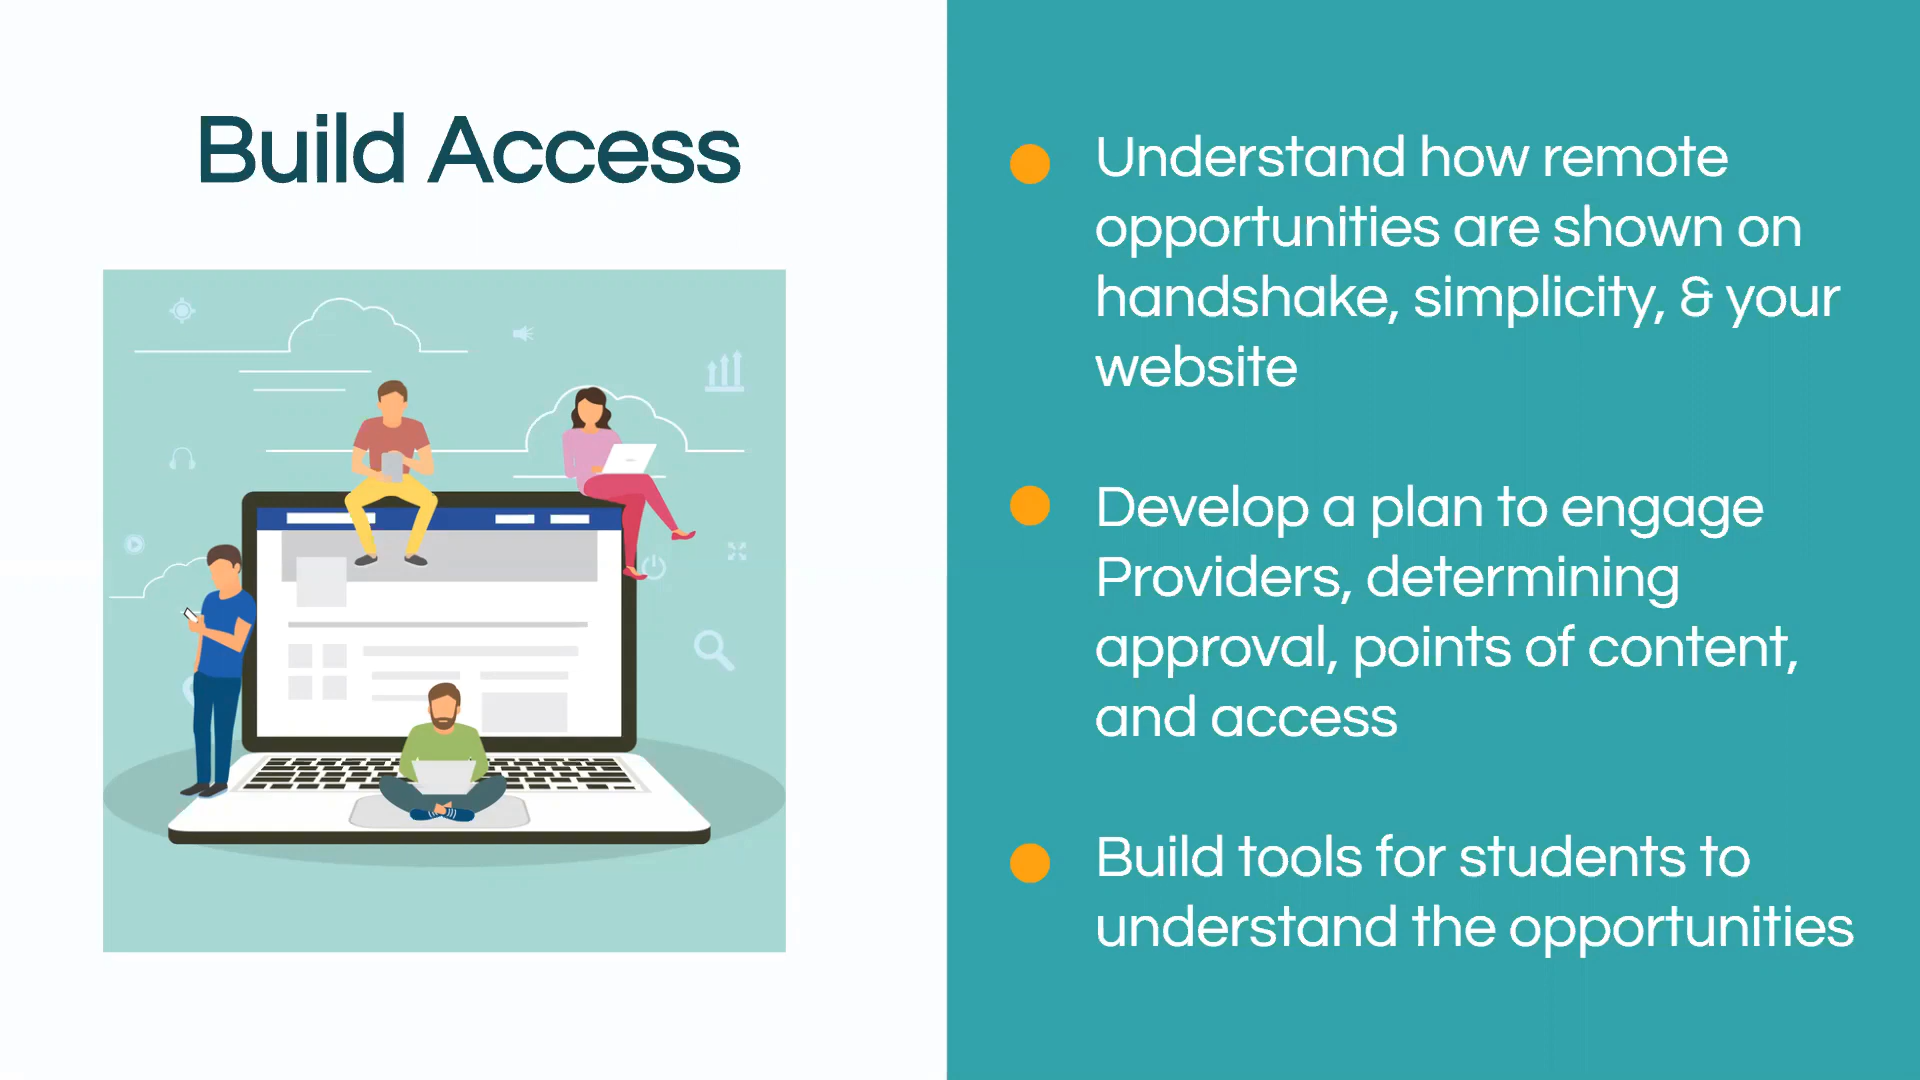 Build Access
Understand how remote
opportunities are shown on
handshake, simplicity, & your
website
Develop a plan to engage
Providers, determining
approval, points of content,
and access
Build tools for students to
understand the opportunities